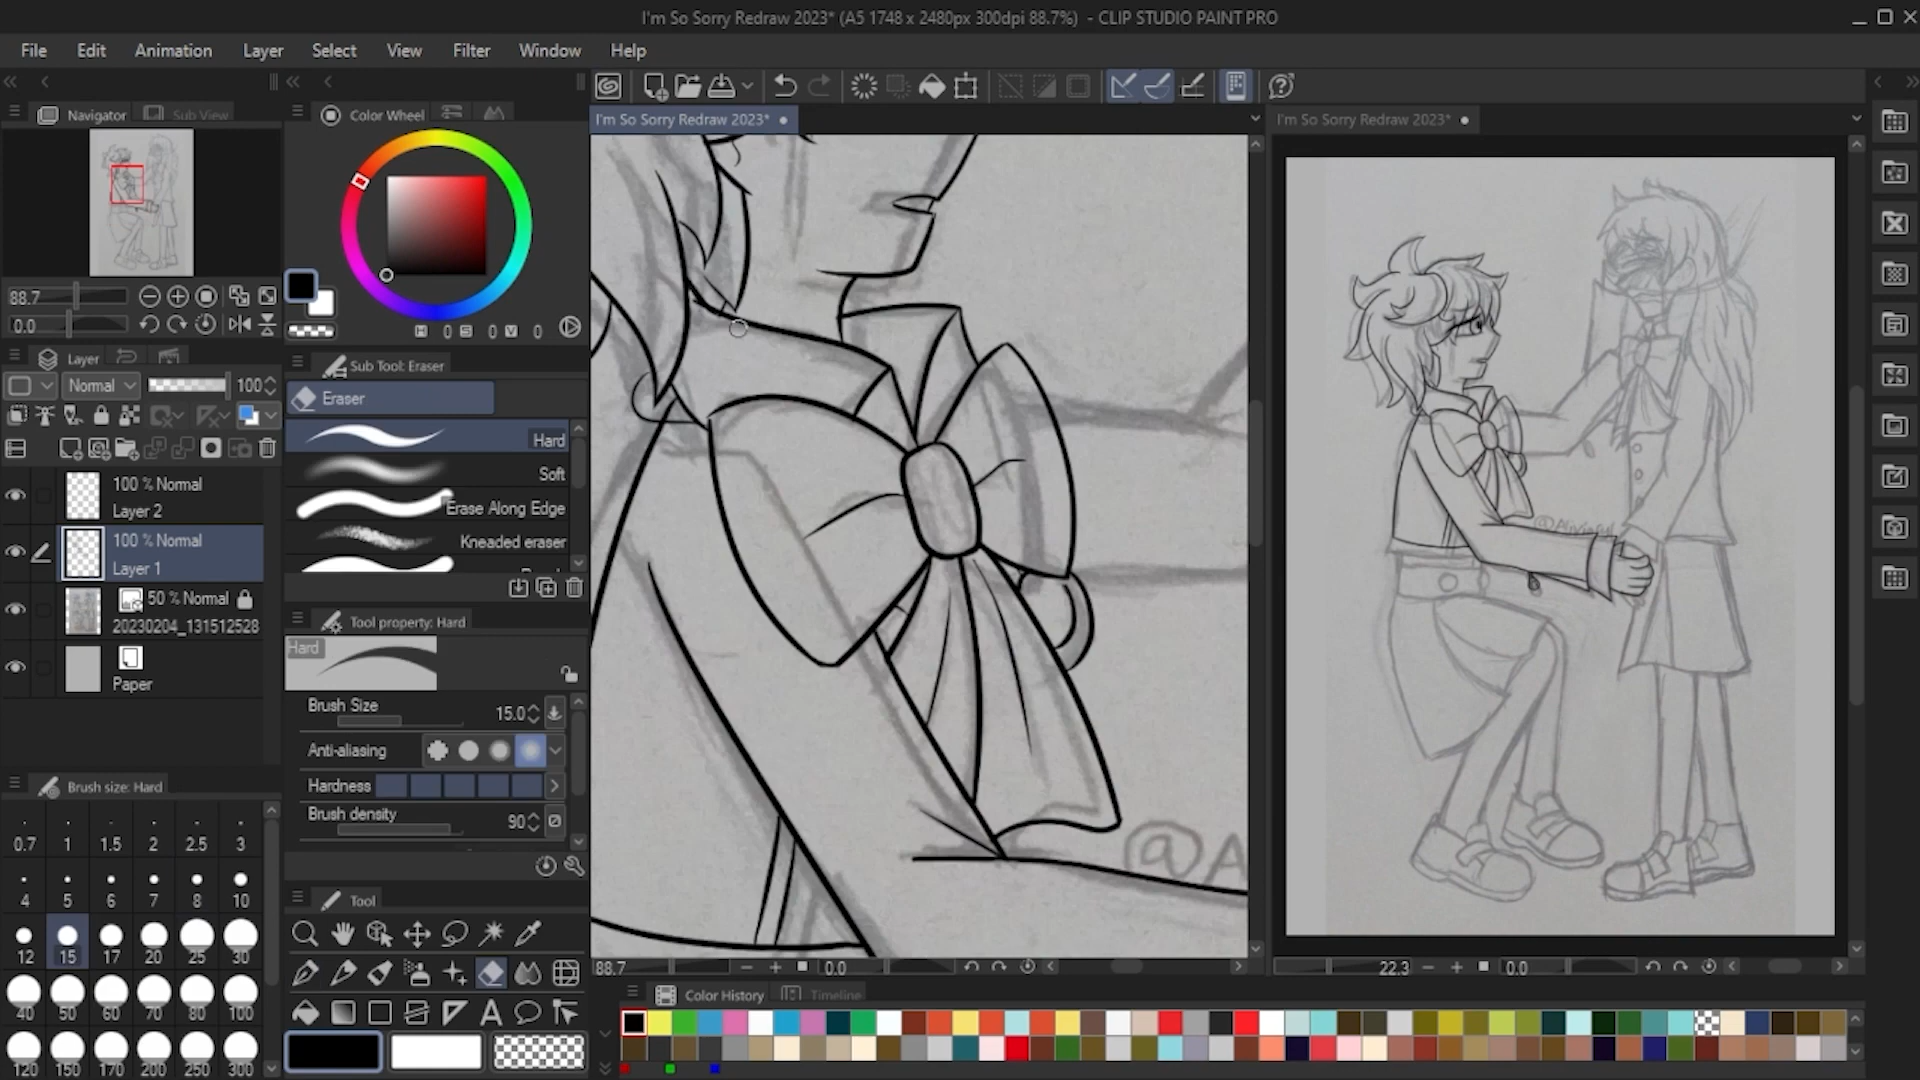 I'm So Sorry Redraw 2023* (A5 1748 x 2480px 300dpi 88.7%) - CLIP STUDIO PAINT PRO
File Edit Animation Layer Select View Filter Window Help
Navigator Sub View
Color Wheel
I'm So Sorry Redraw 2023*
I'm So Sorry Redraw 2023*
88.7
0.0
H 0 S 0 V 0
Layer
Normal 100
100 % Normal
Layer 2
100 % Normal
Layer 1
50 % Normal
20230204_131512528
Paper
Sub Tool: Eraser
Eraser
Hard
Soft
Erase Along Edge
Kneaded eraser
Tool property: Hard
Hard
Brush Size 15.0
Anti-aliasing
Hardness
Brush density 90
Brush size: Hard
0.7 1 1.5 2 2.5 3
4 5 6 7 8 10
12 15 17 20 25 30
40 50 60 70 80 100
120 150 170 200 250 300
Tool
@A
88.7 0.0
22.3 0.0
Color History Timeline